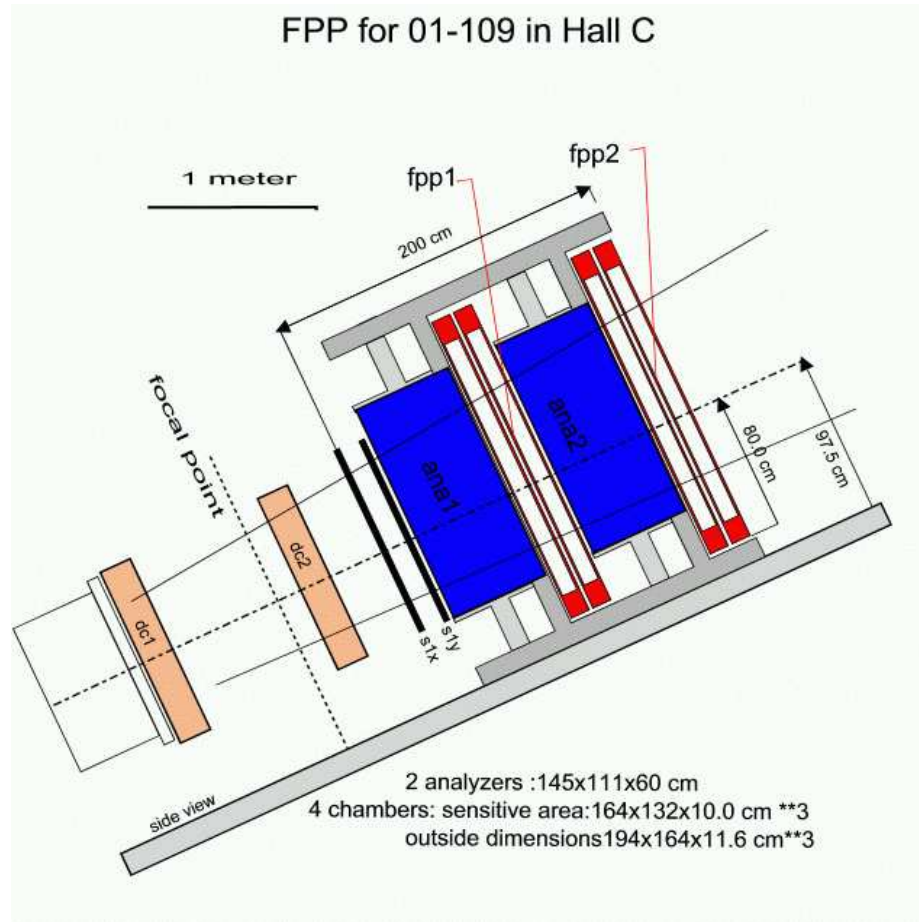 FPP for 01-109 in Hall C
1 meter
fpp1
fpp2
200 cm
focal point
ana1
ana2
80.0 cm
97.5 cm
dc2
dc1
s1x
s1y
side view
2 analyzers :145x111x60 cm
4 chambers: sensitive area:164x132x10.0 cm **3
outside dimensions194x164x11.6 cm**3